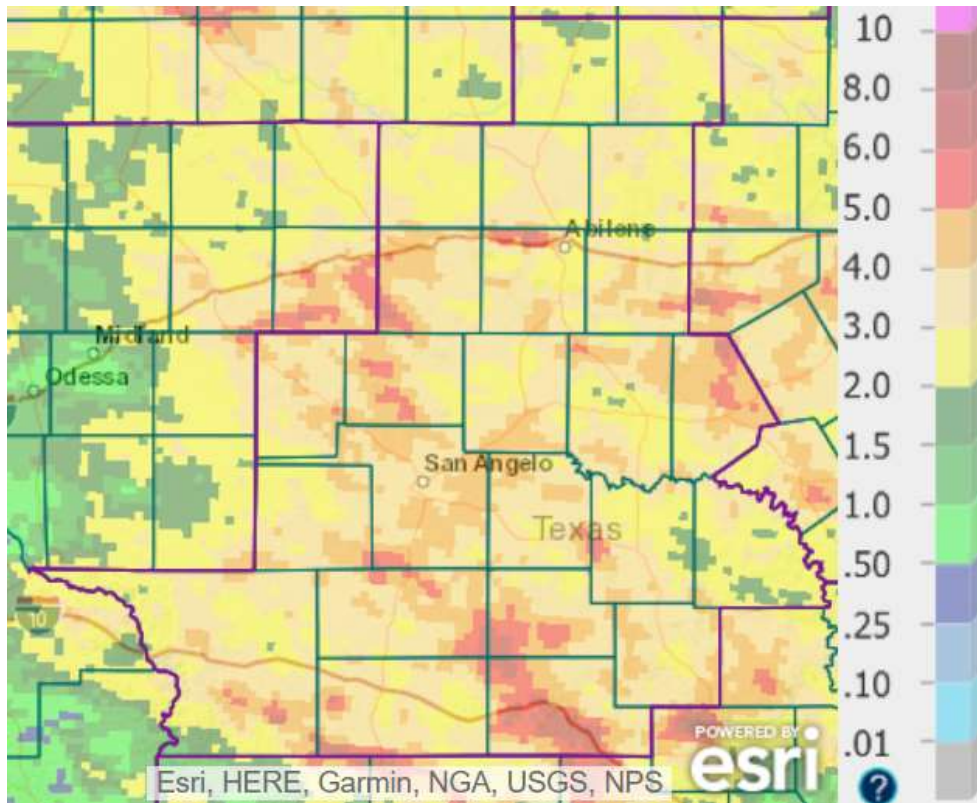 Abilene
Midland
Odessa
San Angelo
Texas
10
POWERED BY
esri
Esri, HERE, Garmin, NGA, USGS, NPS
10
8.0
6.0
5.0
4.0
3.0
2.0
1.5
1.0
.50
.25
.10
.01
?